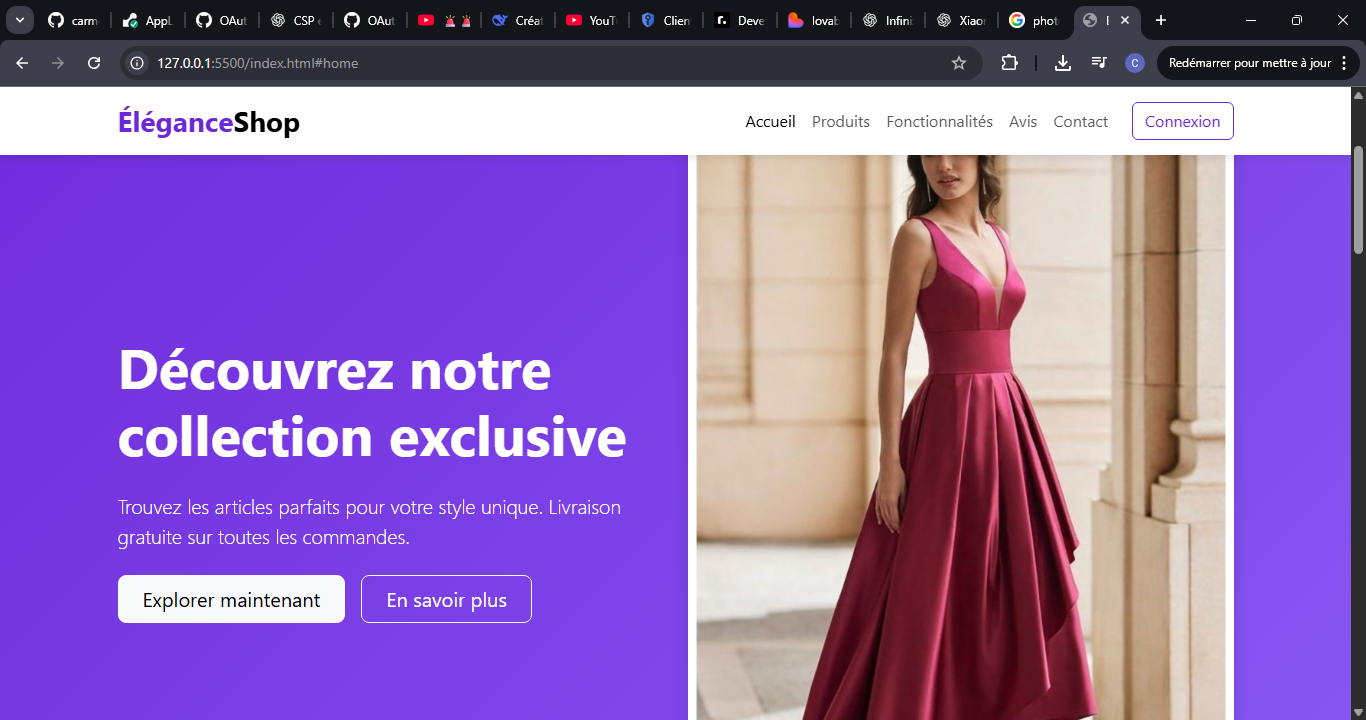 carm
AppL
OAut
CSP
OAut
Créat
YouTu
Clien
Deve
lovab
Infini
Xiaor
phot
127.0.0.1:5500/index.html#home
C
Redémarrer pour mettre à jour
ÉléganceShop
Accueil Produits Fonctionnalités Avis Contact Connexion
Découvrez notre
collection exclusive
Trouvez les articles parfaits pour votre style unique. Livraison
gratuite sur toutes les commandes.
Explorer maintenant En savoir plus